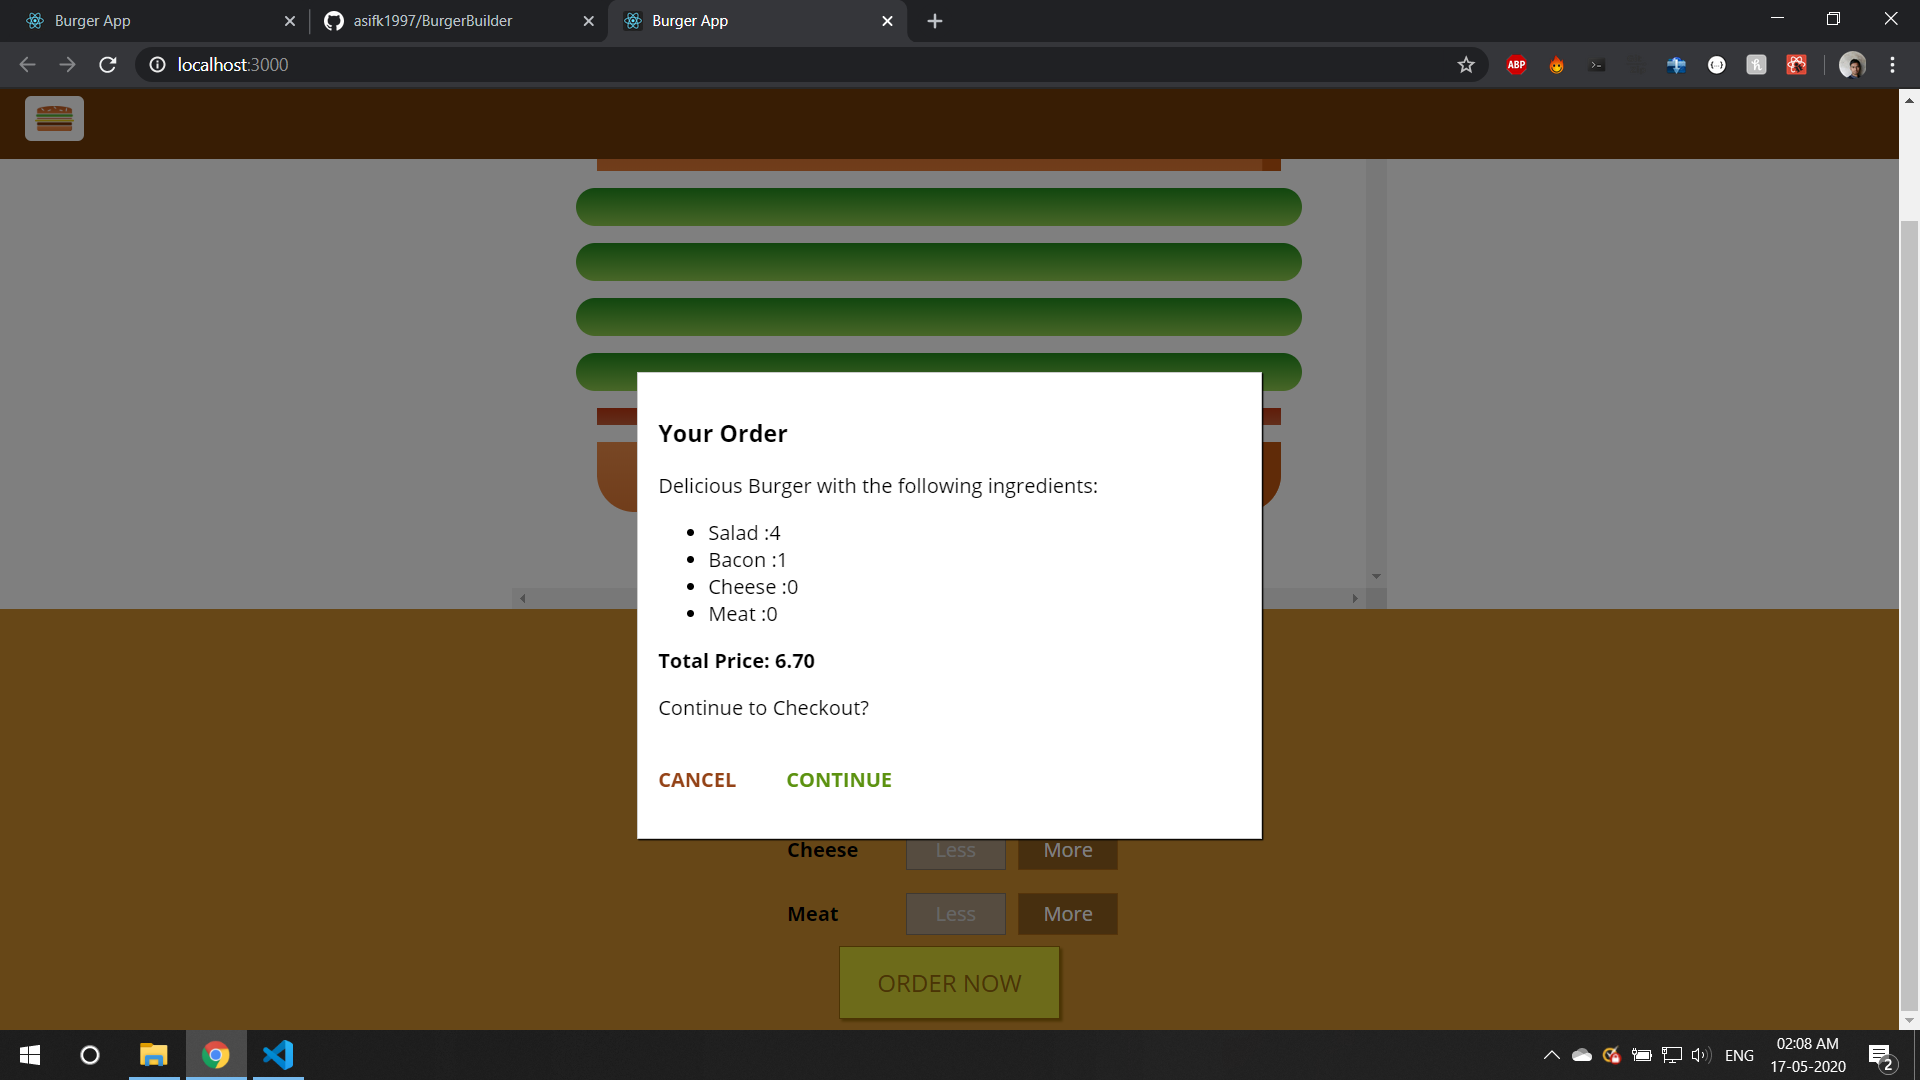 Burger App
asifk1997/BurgerBuilder
Burger App
localhost:3000
ABP
Your Order
Delicious Burger with the following ingredients:
Salad :4
Bacon :1
Cheese :0
Meat :0
Total Price: 6.70
Continue to Checkout?
CANCEL CONTINUE
Cheese Less More
Meat Less More
ORDER NOW
ENG
02:08 AM
17-05-2020
2